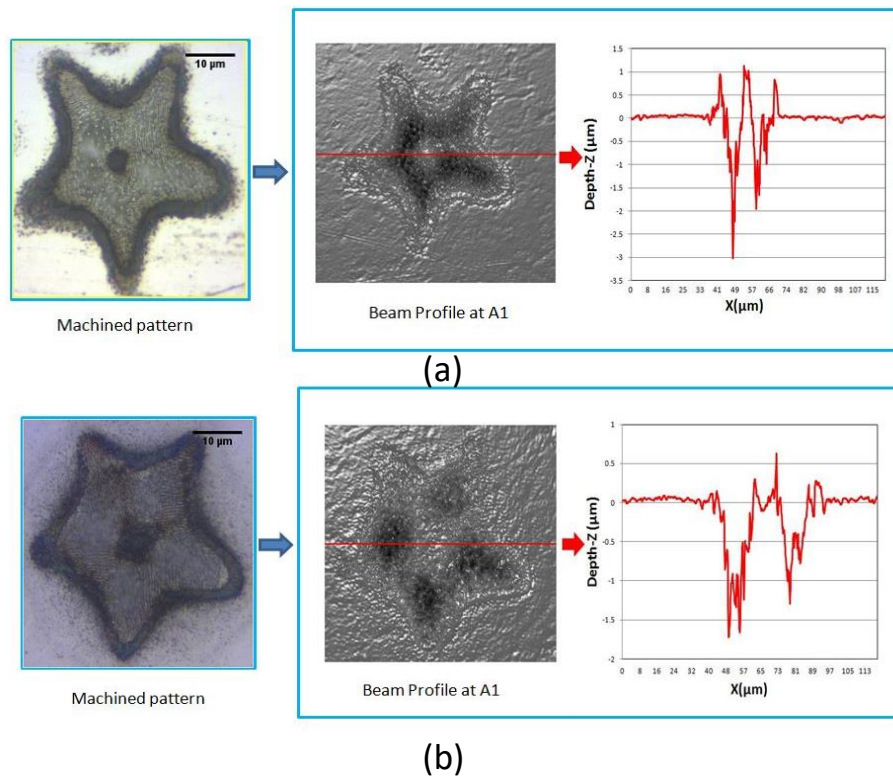 10 µm
Machined pattern
Beam Profile at A1
1.5
1
0.5
0
-0.5
-1
-1.5
-2
-2.5
-3
-3.5
Depth-Z (µm)
0 8 16 24 32 41 49 57 66 74 82 90 99 107 115
X(µm)
(a)
10 µm
Machined pattern
Beam Profile at A1
1
0.5
0
-0.5
-1
-1.5
-2
Depth-Z (µm)
0 8 16 24 32 40 48 57 65 73 81 89 97 105 113
X(µm)
(b)